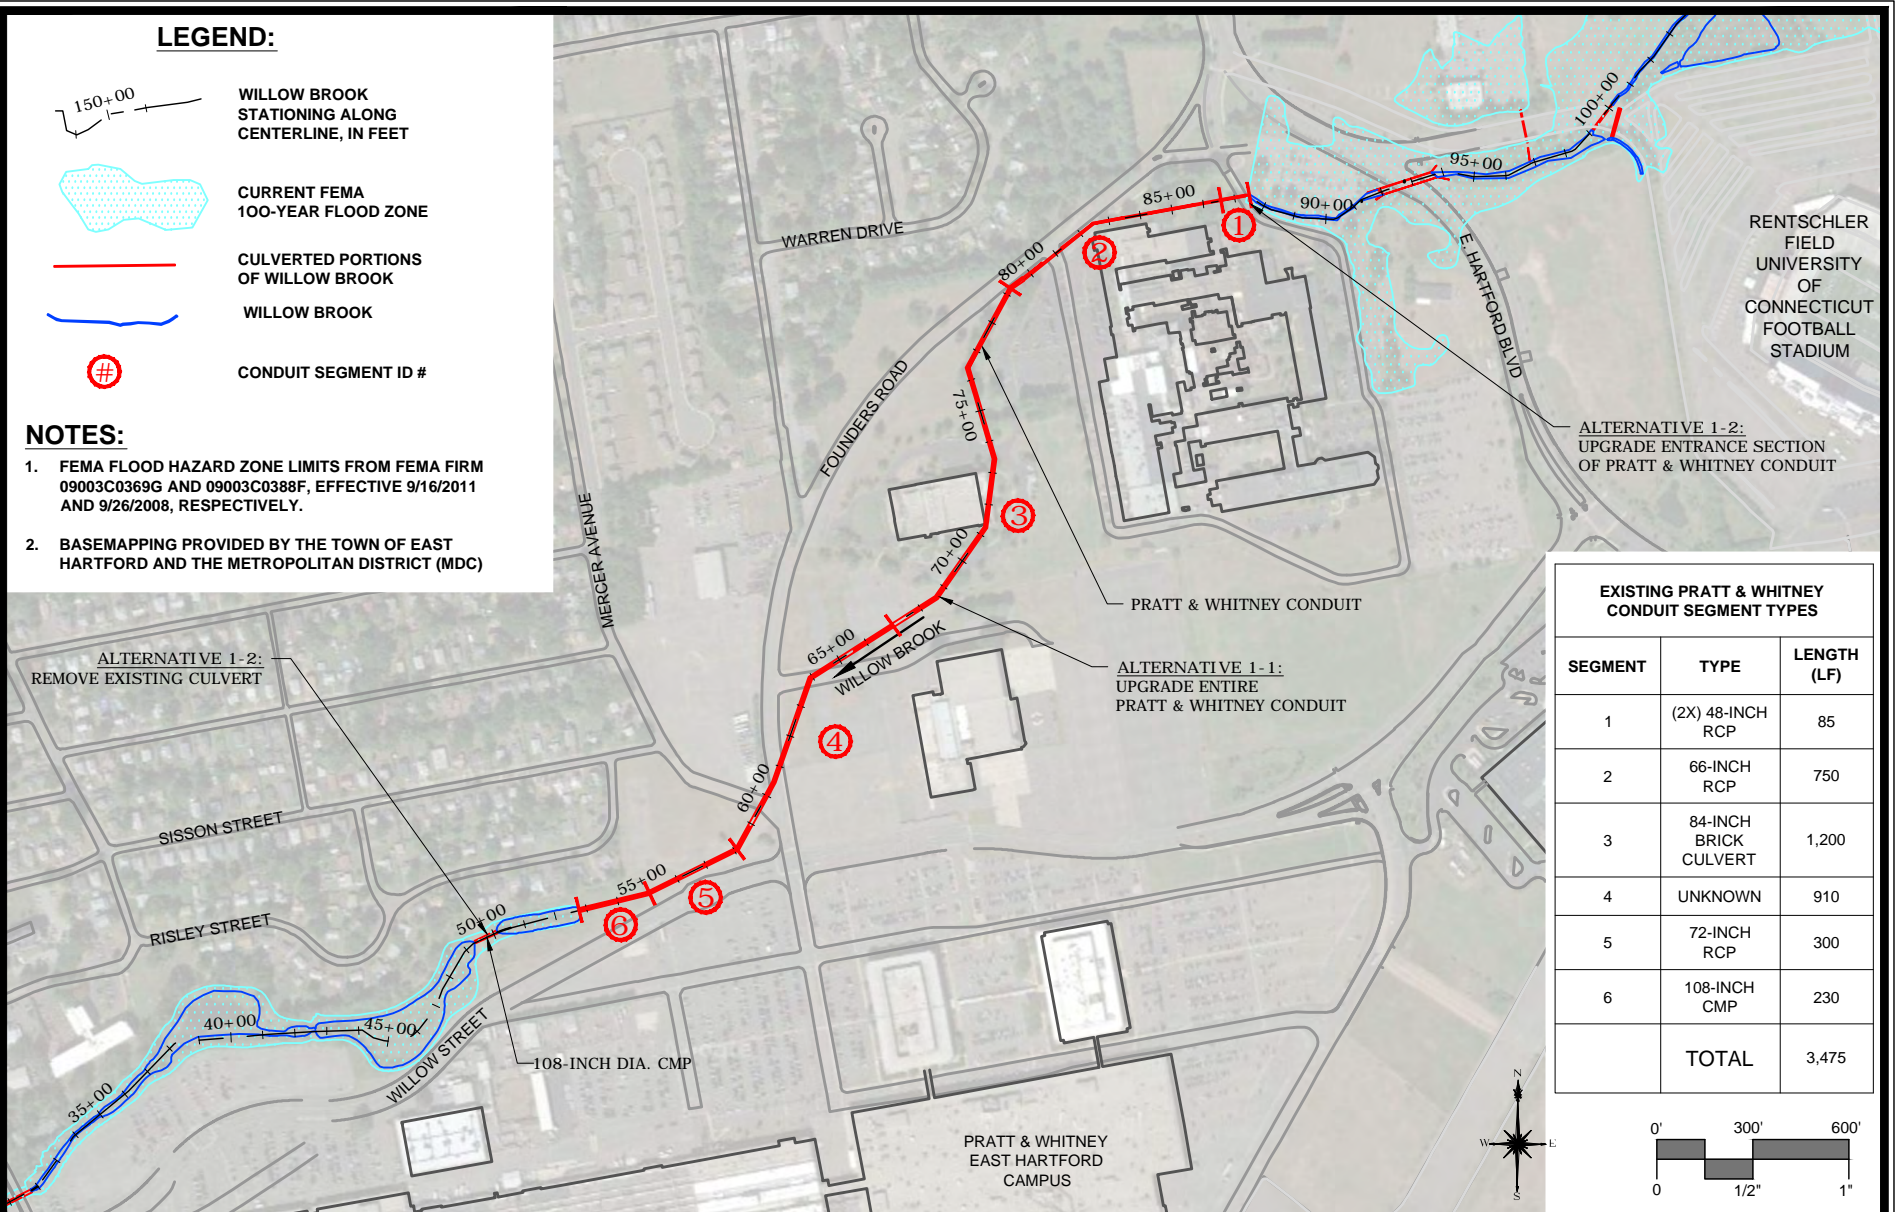 LEGEND:
150+00
WILLOW BROOK
STATIONING ALONG
CENTERLINE, IN FEET
CURRENT FEMA
100-YEAR FLOOD ZONE
CULVERTED PORTIONS
OF WILLOW BROOK
WILLOW BROOK
#
CONDUIT SEGMENT ID #
NOTES:
1. FEMA FLOOD HAZARD ZONE LIMITS FROM FEMA FIRM
09003C0369G AND 09003C0388F, EFFECTIVE 9/16/2011
AND 9/26/2008, RESPECTIVELY.
2. BASEMAPPING PROVIDED BY THE TOWN OF EAST
HARTFORD AND THE METROPOLITAN DISTRICT (MDC)
100+00
95+00
90+00
85+00
1
2
80+00
WARREN DRIVE
E. HARTFORD BLVD
RENTSCHLER
FIELD
UNIVERSITY
OF
CONNECTICUT
FOOTBALL
STADIUM
FOUNDERS ROAD
75+00
ALTERNATIVE 1-2:
UPGRADE ENTRANCE SECTION
OF PRATT & WHITNEY CONDUIT
3
MERCER AVENUE
70+00
PRATT & WHITNEY CONDUIT
65+00
WILLOW BROOK
ALTERNATIVE 1-1:
UPGRADE ENTIRE
PRATT & WHITNEY CONDUIT
ALTERNATIVE 1-2:
REMOVE EXISTING CULVERT
4
60+00
SISSON STREET
55+00
5
6
50+00
RISLEY STREET
40+00
45+00
WILLOW STREET
108-INCH DIA. CMP
35+00
PRATT & WHITNEY
EAST HARTFORD
CAMPUS
EXISTING PRATT & WHITNEY
CONDUIT SEGMENT TYPES
SEGMENT TYPE LENGTH (LF)
1 (2X) 48-INCH RCP 85
2 66-INCH RCP 750
3 84-INCH BRICK CULVERT 1,200
4 UNKNOWN 910
5 72-INCH RCP 300
6 108-INCH CMP 230
TOTAL 3,475
N
W E
S
0' 300' 600'
0 1/2" 1"